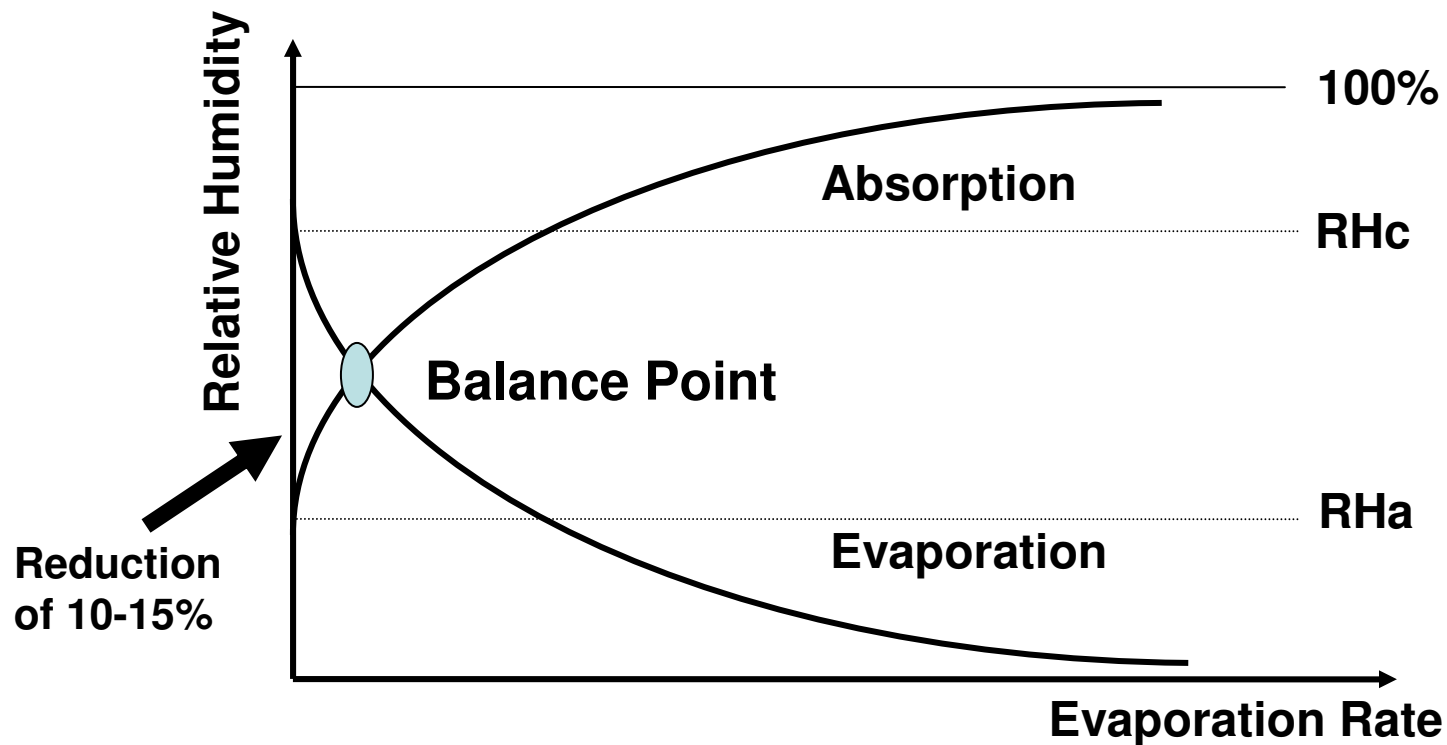 Relative Humidity
100%
Absorption
RHc
Balance Point
RHa
Evaporation
Reduction
of 10-15%
Evaporation Rate